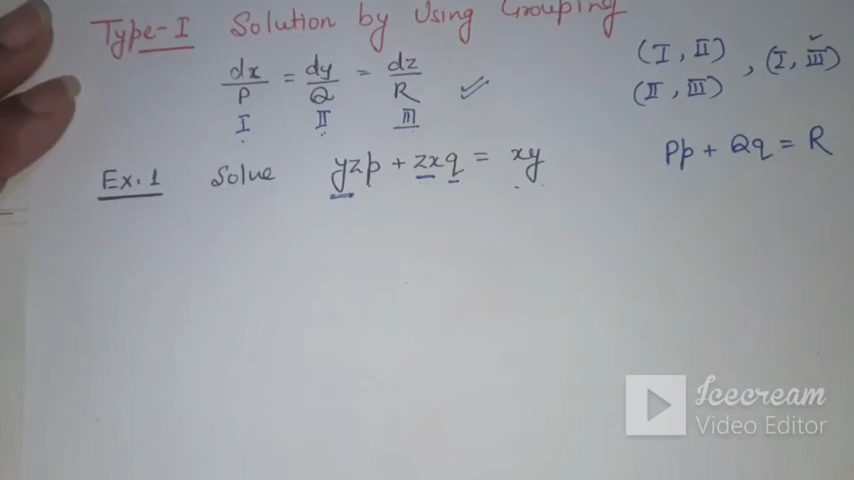 Type-I Solution by Using Grouping
dx/P = dy/Q = dz/R
I II III
(I, II), (I, III)
(II, III)
Pp + Qq = R
Ex.1 Solve yzp + zxq = xy
Icecream
Video Editor